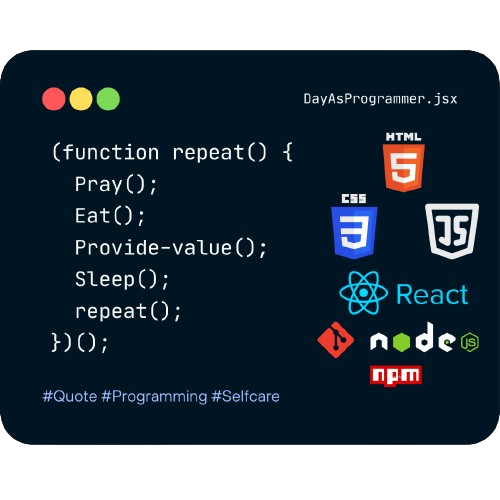 DayAsProgrammer.jsx
(function repeat() {
Pray();
Eat();
Provide-value();
Sleep();
repeat();
})();
HTML
5
CSS
3
JS
React
node
JS
npm
#Quote #Programming #Selfcare